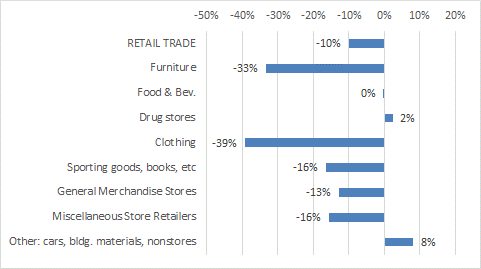 -50% -40% -30% -20% -10% 0% 10% 20%
RETAIL TRADE -10%
Furniture -33%
Food & Bev. 0%
Drug stores 2%
Clothing -39%
Sporting goods, books, etc -16%
General Merchandise Stores -13%
Miscellaneous Store Retailers -16%
Other: cars, bldg. materials, nonstores 8%